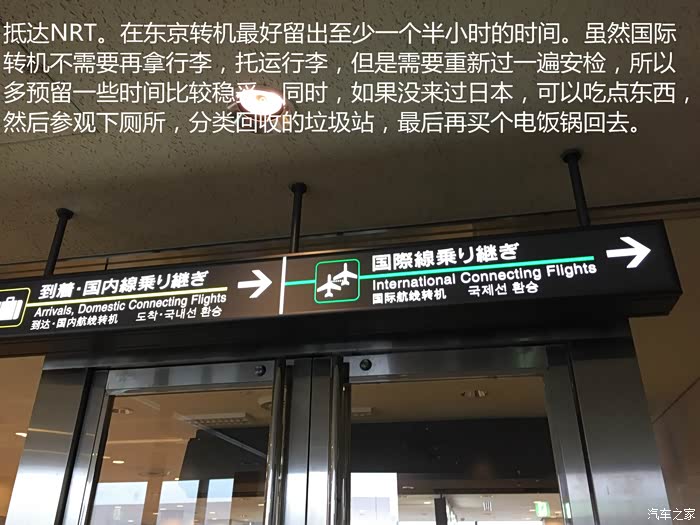 抵达NRT。在东京转机最好留出至少一个半小时的时间。虽然国际
转机不需要再拿行李，托运行李，但是需要重新过一遍安检，所以
多预留一些时间比较稳妥。同时，如果没来过日本，可以吃点东西，
然后参观下厕所，分类回收的垃圾站，最后再买个电饭锅回去。
到着・国内線乗り継ぎ
Arrivals, Domestic Connecting Flights
到达・国内航线转机 도착・국내선 환승
国際線乗り継ぎ
International Connecting Flights
国际航线转机 국제선 환승
汽车之家